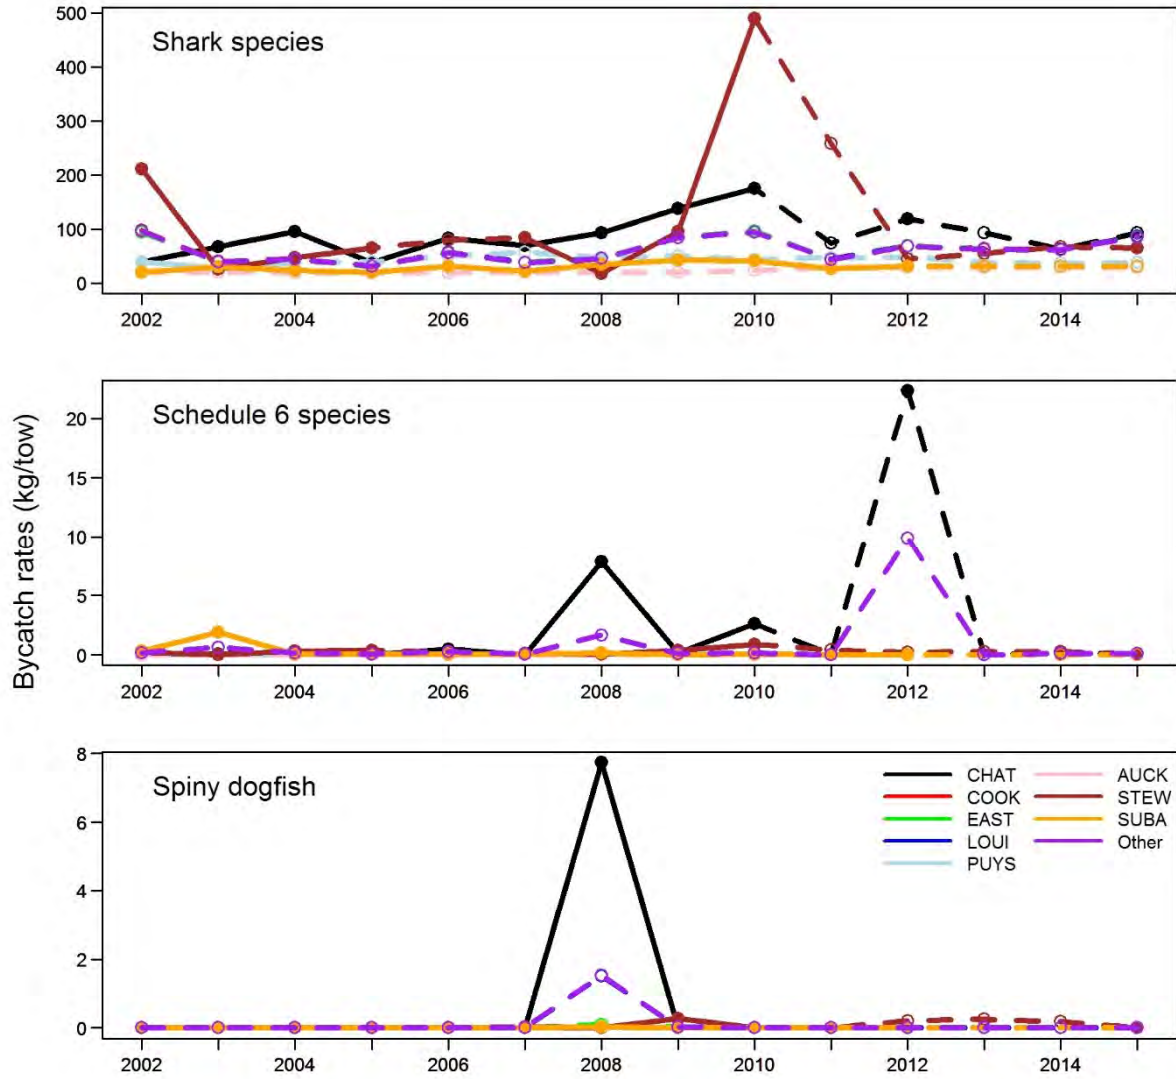 Bycatch rates (kg/tow)
Shark species
500
400
300
200
100
0
2002 2004 2006 2008 2010 2012 2014
Schedule 6 species
20
15
10
5
0
2002 2004 2006 2008 2010 2012 2014
Spiny dogfish
8
6
4
2
0
2002 2004 2006 2008 2010 2012 2014
CHAT AUCK
COOK STEW
EAST SUBA
LOUI Other
PUYS